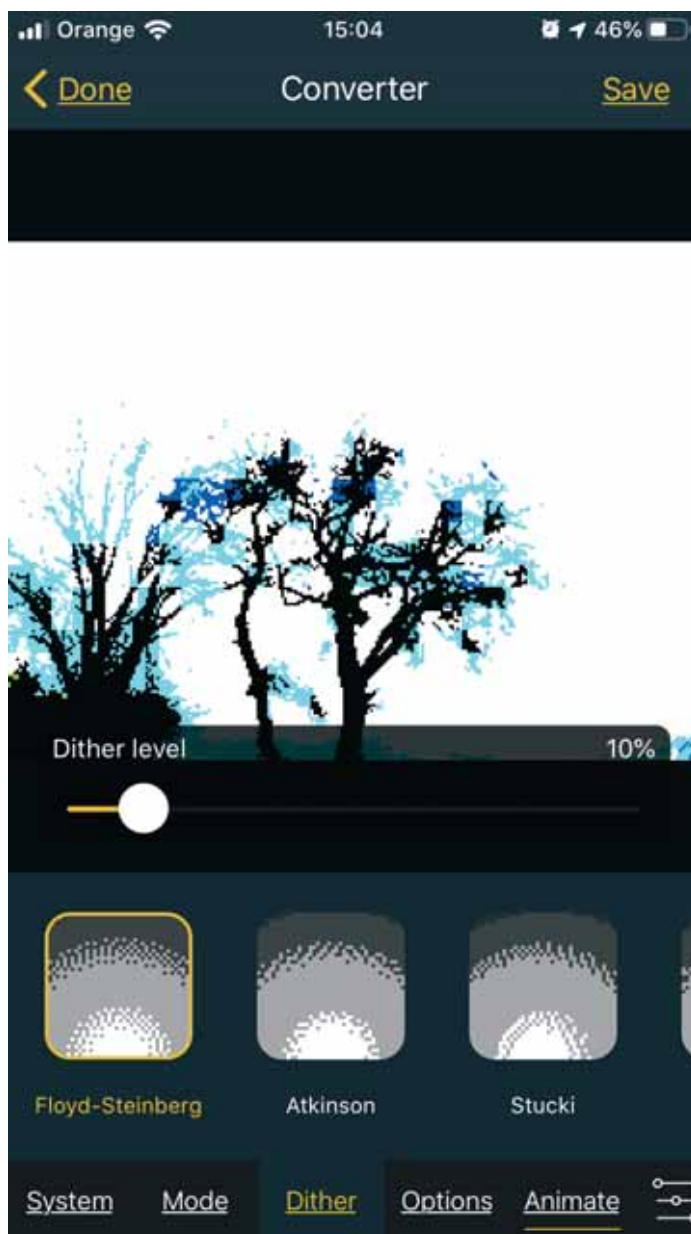 Orange 15:04 46%
Done Converter Save
Dither level 10%
Floyd-Steinberg Atkinson Stucki
System Mode Dither Options Animate